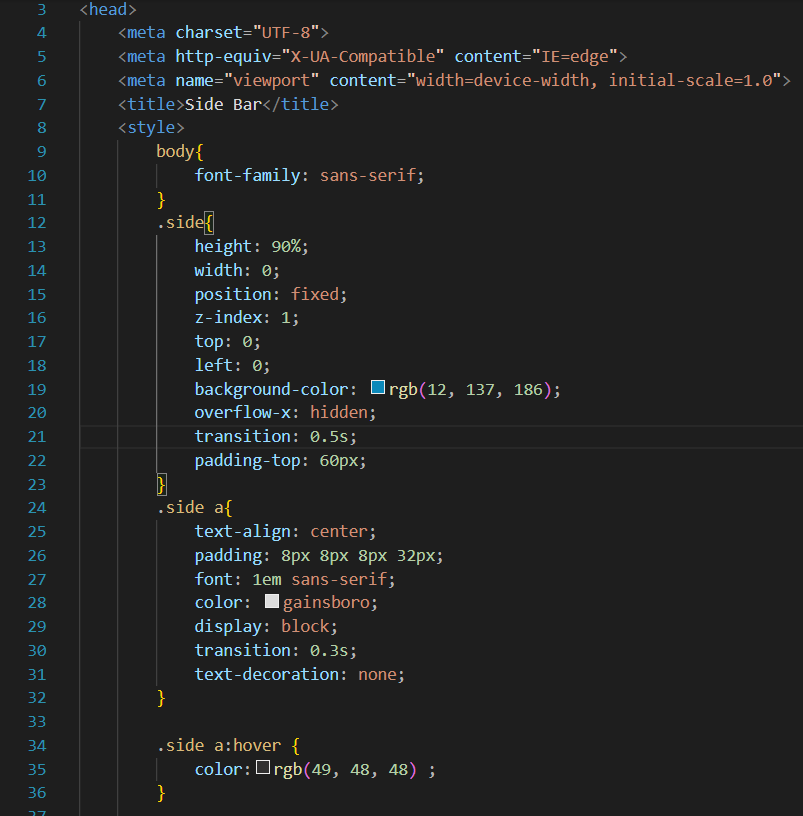 3 <head>
4 <meta charset="UTF-8">
5 <meta http-equiv="X-UA-Compatible" content="IE=edge">
6 <meta name="viewport" content="width=device-width, initial-scale=1.0">
7 <title>Side Bar</title>
8 <style>
9 body{
10 font-family: sans-serif;
11 }
12 .side{
13 height: 90%;
14 width: 0;
15 position: fixed;
16 z-index: 1;
17 top: 0;
18 left: 0;
19 background-color: rgb(12, 137, 186);
20 overflow-x: hidden;
21 transition: 0.5s;
22 padding-top: 60px;
23 }
24 .side a{
25 text-align: center;
26 padding: 8px 8px 8px 32px;
27 font: 1em sans-serif;
28 color: gainsboro;
29 display: block;
30 transition: 0.3s;
31 text-decoration: none;
32 }
33
34 .side a:hover {
35 color: rgb(49, 48, 48) ;
36 }
37